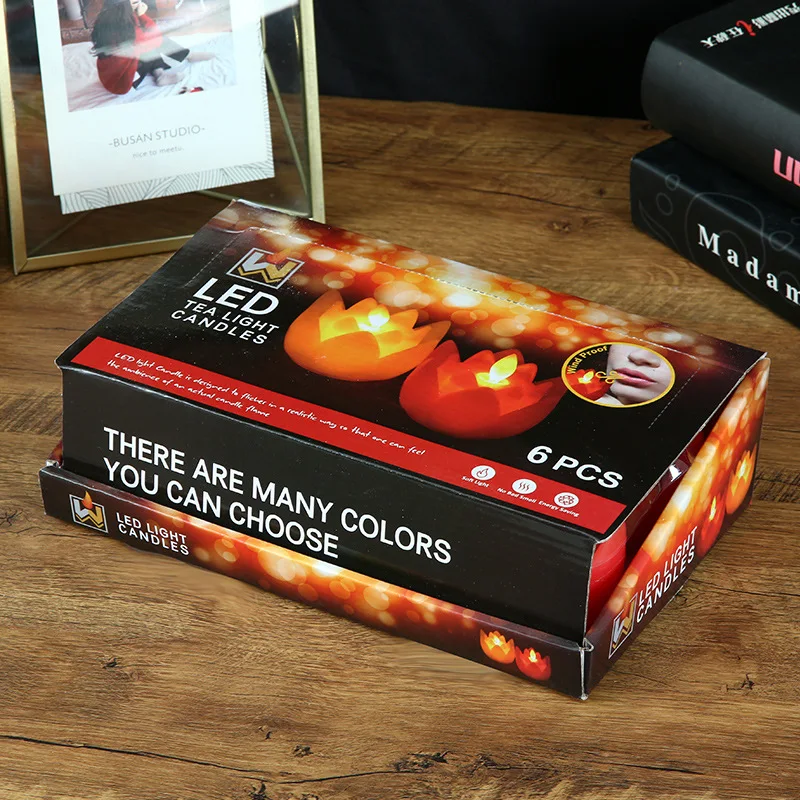 -BUSAN STUDIO-
nice to meetu.
Madam
LED
TEA LIGHT
CANDLES
LED light Candle is designed to flicker in a realistic way so that one can feel
the ambience of an actual candle flame
Wind Proof
6 PCS
Soft Light
No Bad Smell
Energy Saving
THERE ARE MANY COLORS
YOU CAN CHOOSE
LED LIGHT
CANDLES
LED LIGHT
CANDLES